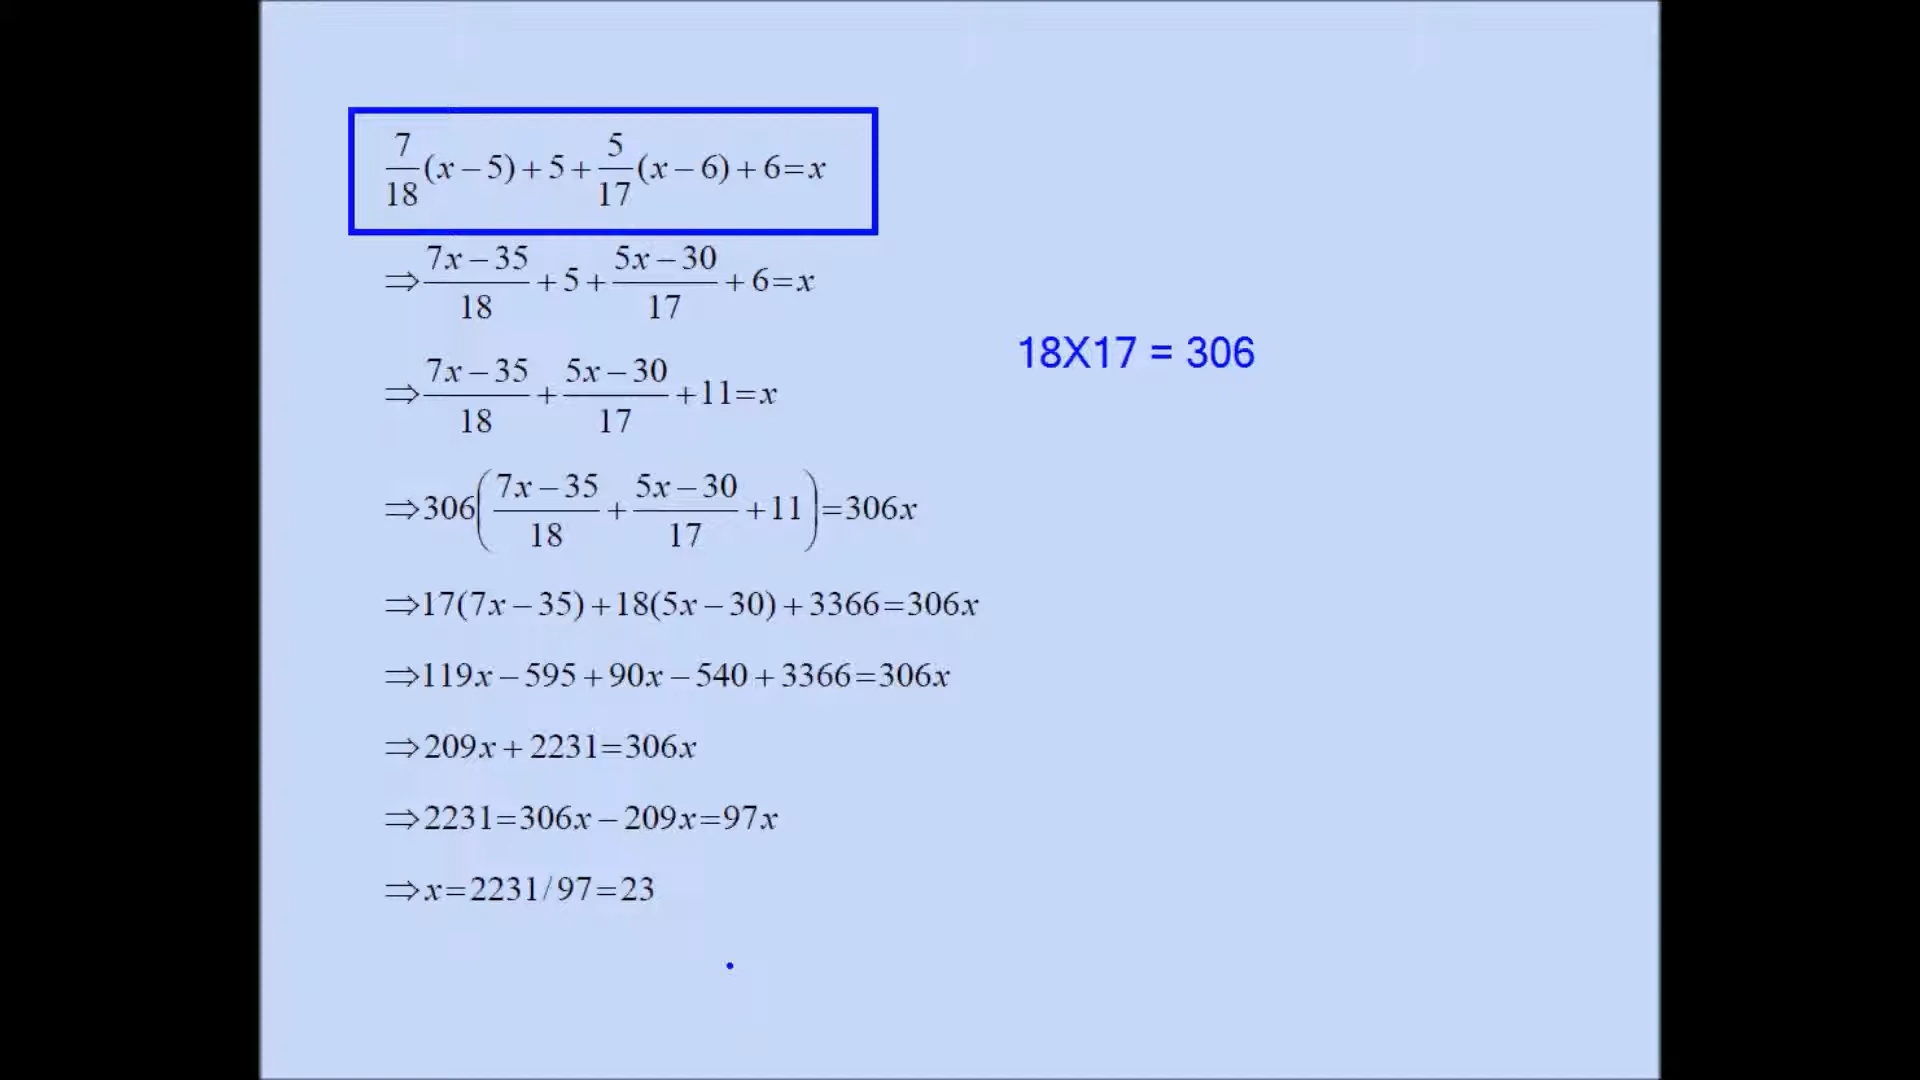 7/18(x−5)+5+5/17(x−6)+6=x
⇒(7x−35)/18+5+(5x−30)/17+6=x
18X17 = 306
⇒(7x−35)/18+(5x−30)/17+11=x
⇒306((7x−35)/18+(5x−30)/17+11)=306x
⇒17(7x−35)+18(5x−30)+3366=306x
⇒119x−595+90x−540+3366=306x
⇒209x+2231=306x
⇒2231=306x−209x=97x
⇒x=2231/97=23